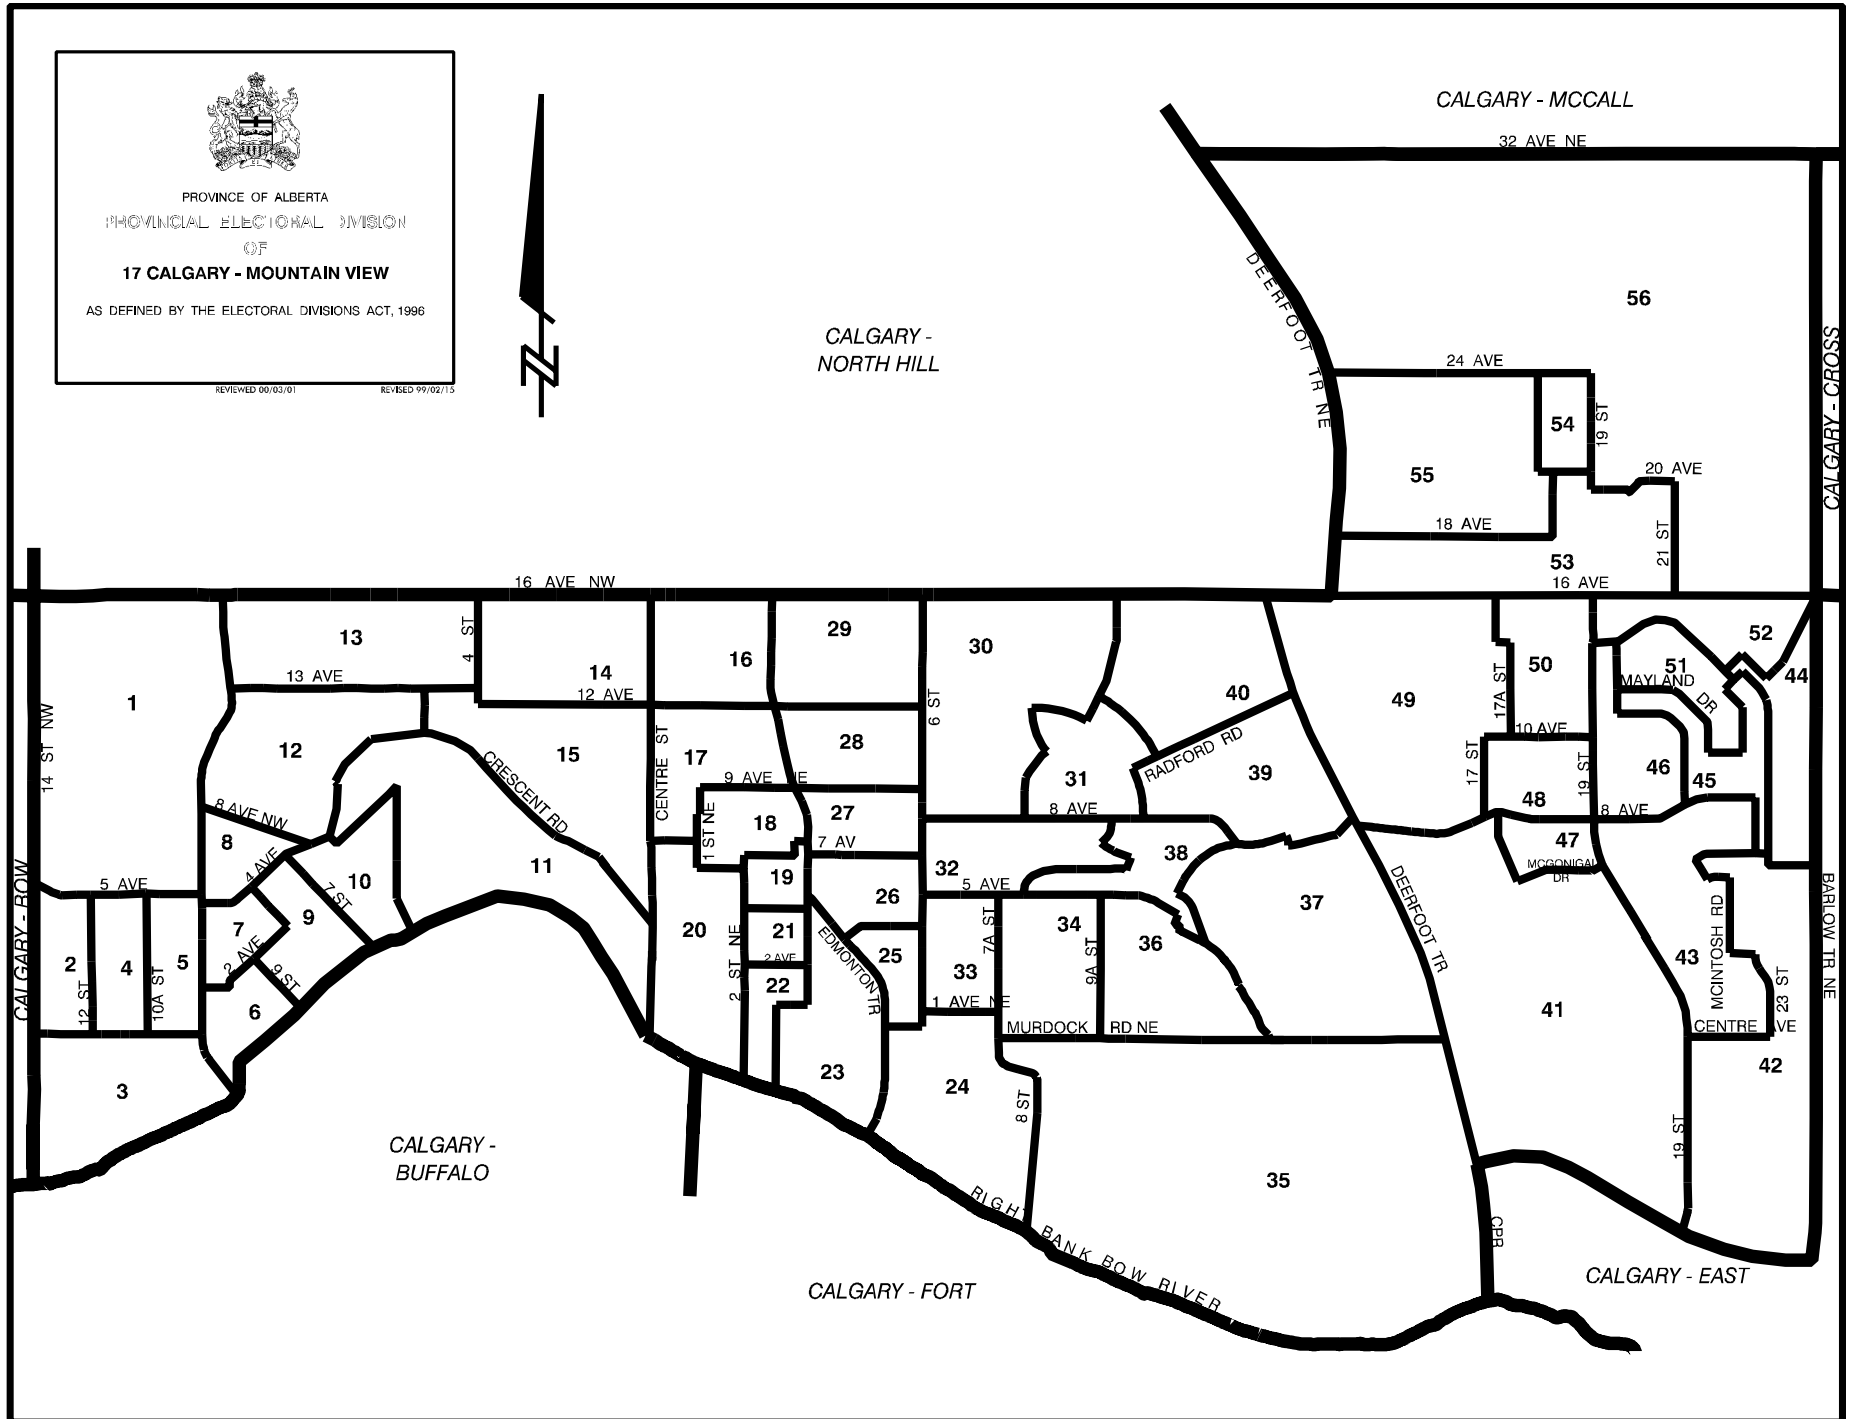 PROVINCE OF ALBERTA
PROVINCIAL ELECTORAL DIVISION
OF
17 CALGARY - MOUNTAIN VIEW
AS DEFINED BY THE ELECTORAL DIVISIONS ACT, 1996
REVIEWED 00/03/01
REVISED 99/02/15
N
CALGARY - MCCALL
32 AVE NE
DEERFOOT TR NE
56
CALGARY - CROSS
CALGARY -
NORTH HILL
24 AVE
54
19 ST
55
20 AVE
18 AVE
21 ST
53
16 AVE NW
16 AVE
13
4 ST
14
13 AVE
12 AVE
16
29
30
6 ST
40
49
17A ST
50
51
52
44
MAYLAND
DR
1
14 ST NW
12
15
CRESCENT RD
CENTRE ST
17
28
31
RADFORD RD
39
17 ST
10 AVE
19 ST
46
45
9 AVE NE
8 AVE NW
8
4 AVE
10
7 ST
11
1 ST NE
18
27
7 AV
8 AVE
38
48
8 AVE
47
MCGONIGAL
DR
CALGARY - BOW
5 AVE
7
9
2 AVE
9 ST
6
2
12 ST
4
10A ST
5
3
20
2 ST NE
19
21
2 AVE
22
EDMONTON TR
26
25
23
32
5 AVE
33
7A ST
34
9A ST
36
37
DEERFOOT TR
1 AVE NE
MURDOCK RD NE
24
8 ST
35
41
43
MCINTOSH RD
23 ST
CENTRE AVE
42
19 ST
BARLOW TR NE
CALGARY -
BUFFALO
RIGHT BANK BOW RIVER
CALGARY - FORT
CPR
CALGARY - EAST